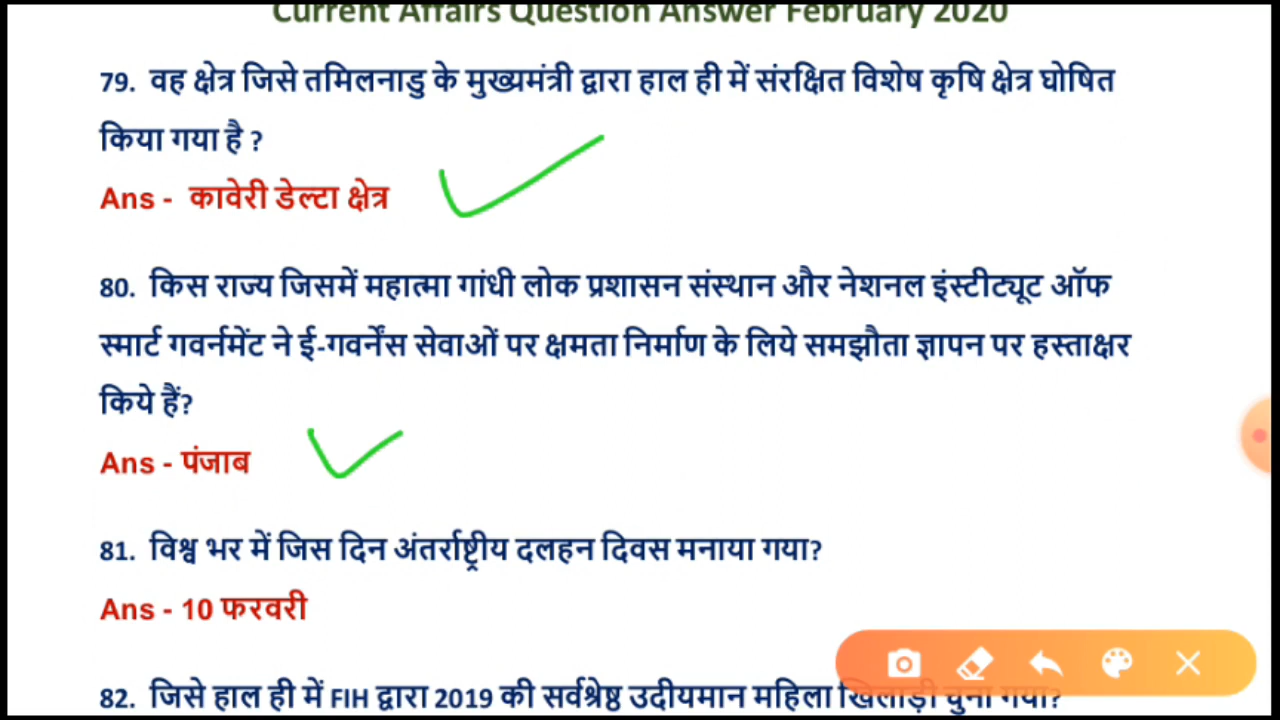 Current Affairs Question Answer February 2020
79. वह क्षेत्र जिसे तमिलनाडु के मुख्यमंत्री द्वारा हाल ही में संरक्षित विशेष कृषि क्षेत्र घोषित
किया गया है ?
Ans - कावेरी डेल्टा क्षेत्र
80. किस राज्य जिसमें महात्मा गांधी लोक प्रशासन संस्थान और नेशनल इंस्टीट्यूट ऑफ
स्मार्ट गवर्नमेंट ने ई-गवर्नेंस सेवाओं पर क्षमता निर्माण के लिये समझौता ज्ञापन पर हस्ताक्षर
किये हैं?
Ans - पंजाब
81. विश्व भर में जिस दिन अंतर्राष्ट्रीय दलहन दिवस मनाया गया?
Ans - 10 फरवरी
82. जिसे हाल ही में FIH द्वारा 2019 की सर्वश्रेष्ठ उदीयमान महिला खिलाड़ी चुना गया?